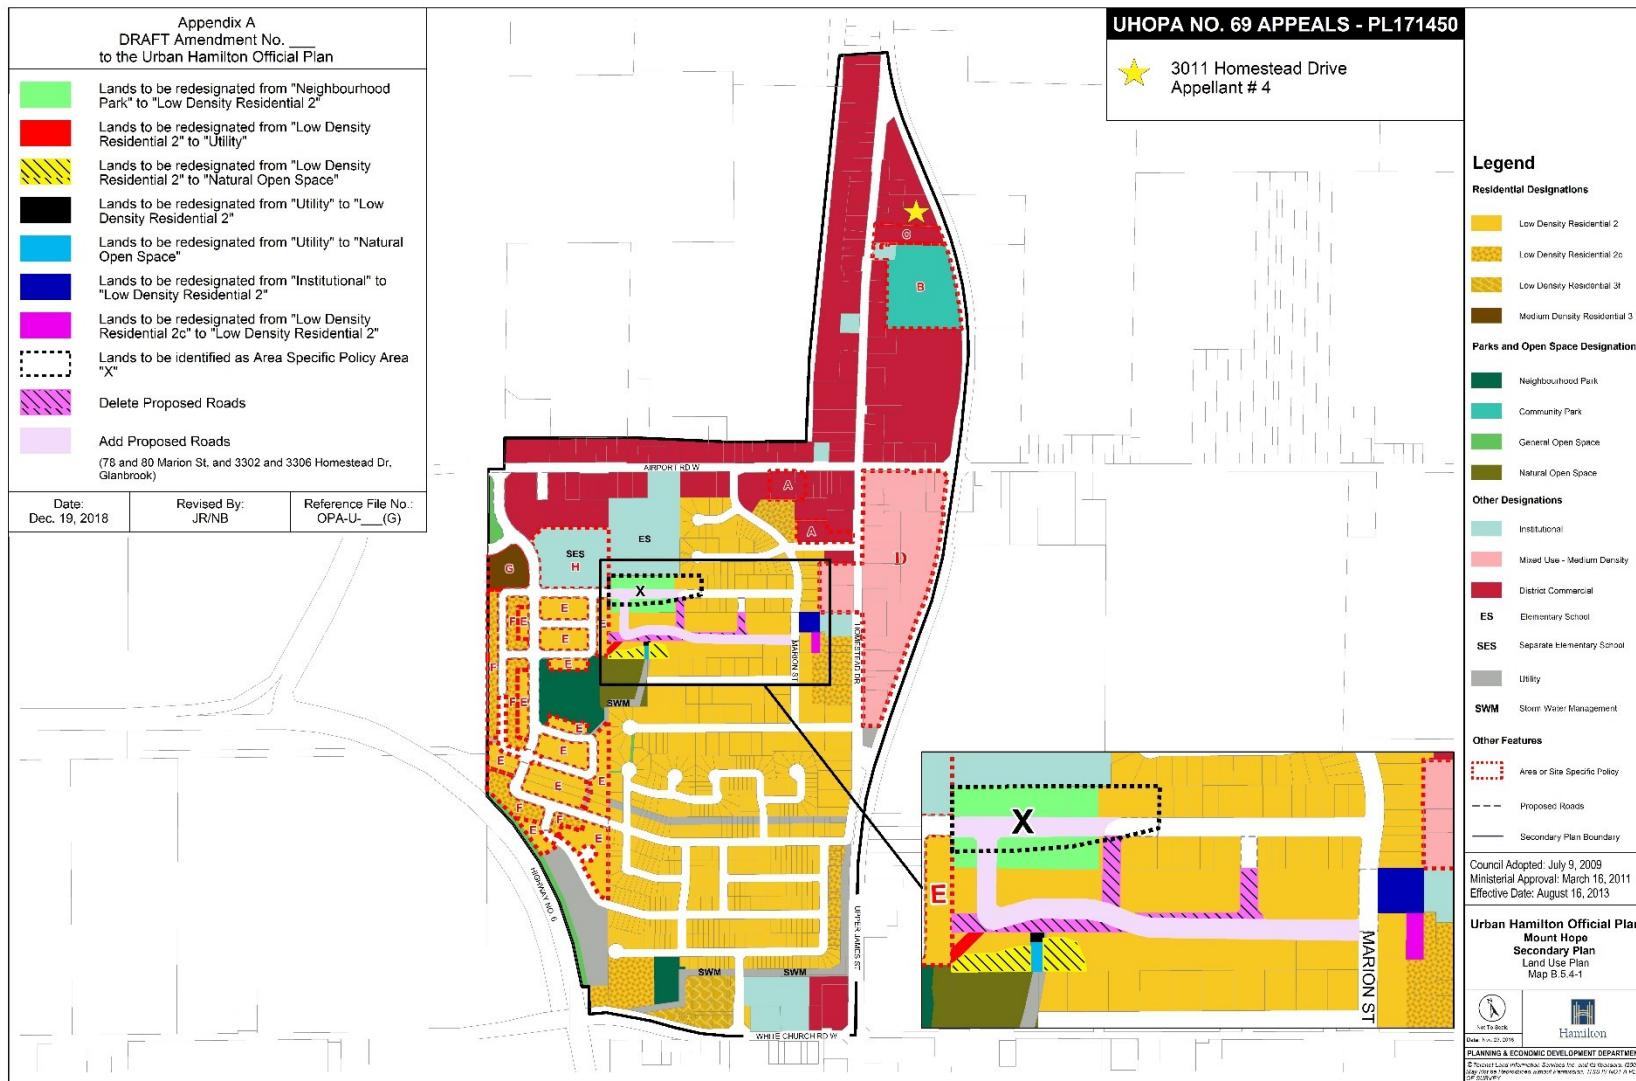 Appendix A
DRAFT Amendment No. ___
to the Urban Hamilton Official Plan
Lands to be redesignated from "Neighbourhood
Park" to "Low Density Residential 2"
Lands to be redesignated from "Low Density
Residential 2" to "Utility"
Lands to be redesignated from "Low Density
Residential 2" to "Natural Open Space"
Lands to be redesignated from "Utility" to "Low
Density Residential 2"
Lands to be redesignated from "Utility" to "Natural
Open Space"
Lands to be redesignated from "Institutional" to
"Low Density Residential 2"
Lands to be redesignated from "Low Density
Residential 2c" to "Low Density Residential 2"
Lands to be identified as Area Specific Policy Area
"X"
Delete Proposed Roads
Add Proposed Roads
(78 and 80 Marion St. and 3302 and 3306 Homestead Dr,
Glanbrook)
Date:
Dec. 19, 2018
Revised By:
JR/NB
Reference File No.:
OPA-U-___(G)
UHOPA NO. 69 APPEALS - PL171450
3011 Homestead Drive
Appellant # 4
C
B
AIRPORT RD W
A
A
D
SES
H
ES
G
X
E
E
E
F E
F
F E
E
E
E
E
E
E
E
F
F
E
E
SWM
MARION ST
HOMESTEAD DR
HIGHWAY NO. 6
UPPER JAMES ST
SWM
SWM
WHITE CHURCH RD W
X
E
MARION ST
Legend
Residential Designations
Low Density Residential 2
Low Density Residential 2c
Low Density Residential 3f
Medium Density Residential 3
Parks and Open Space Designation
Neighbourhood Park
Community Park
General Open Space
Natural Open Space
Other Designations
Institutional
Mixed Use - Medium Density
District Commercial
ES
Elementary School
SES
Separate Elementary School
Utility
SWM
Storm Water Management
Other Features
Area or Site Specific Policy
Proposed Roads
Secondary Plan Boundary
Council Adopted: July 9, 2009
Ministerial Approval: March 16, 2011
Effective Date: August 16, 2013
Urban Hamilton Official Plan
Mount Hope
Secondary Plan
Land Use Plan
Map B.5.4-1
N
Not To Scale
Hamilton
PLANNING & ECONOMIC DEVELOPMENT DEPARTMEN